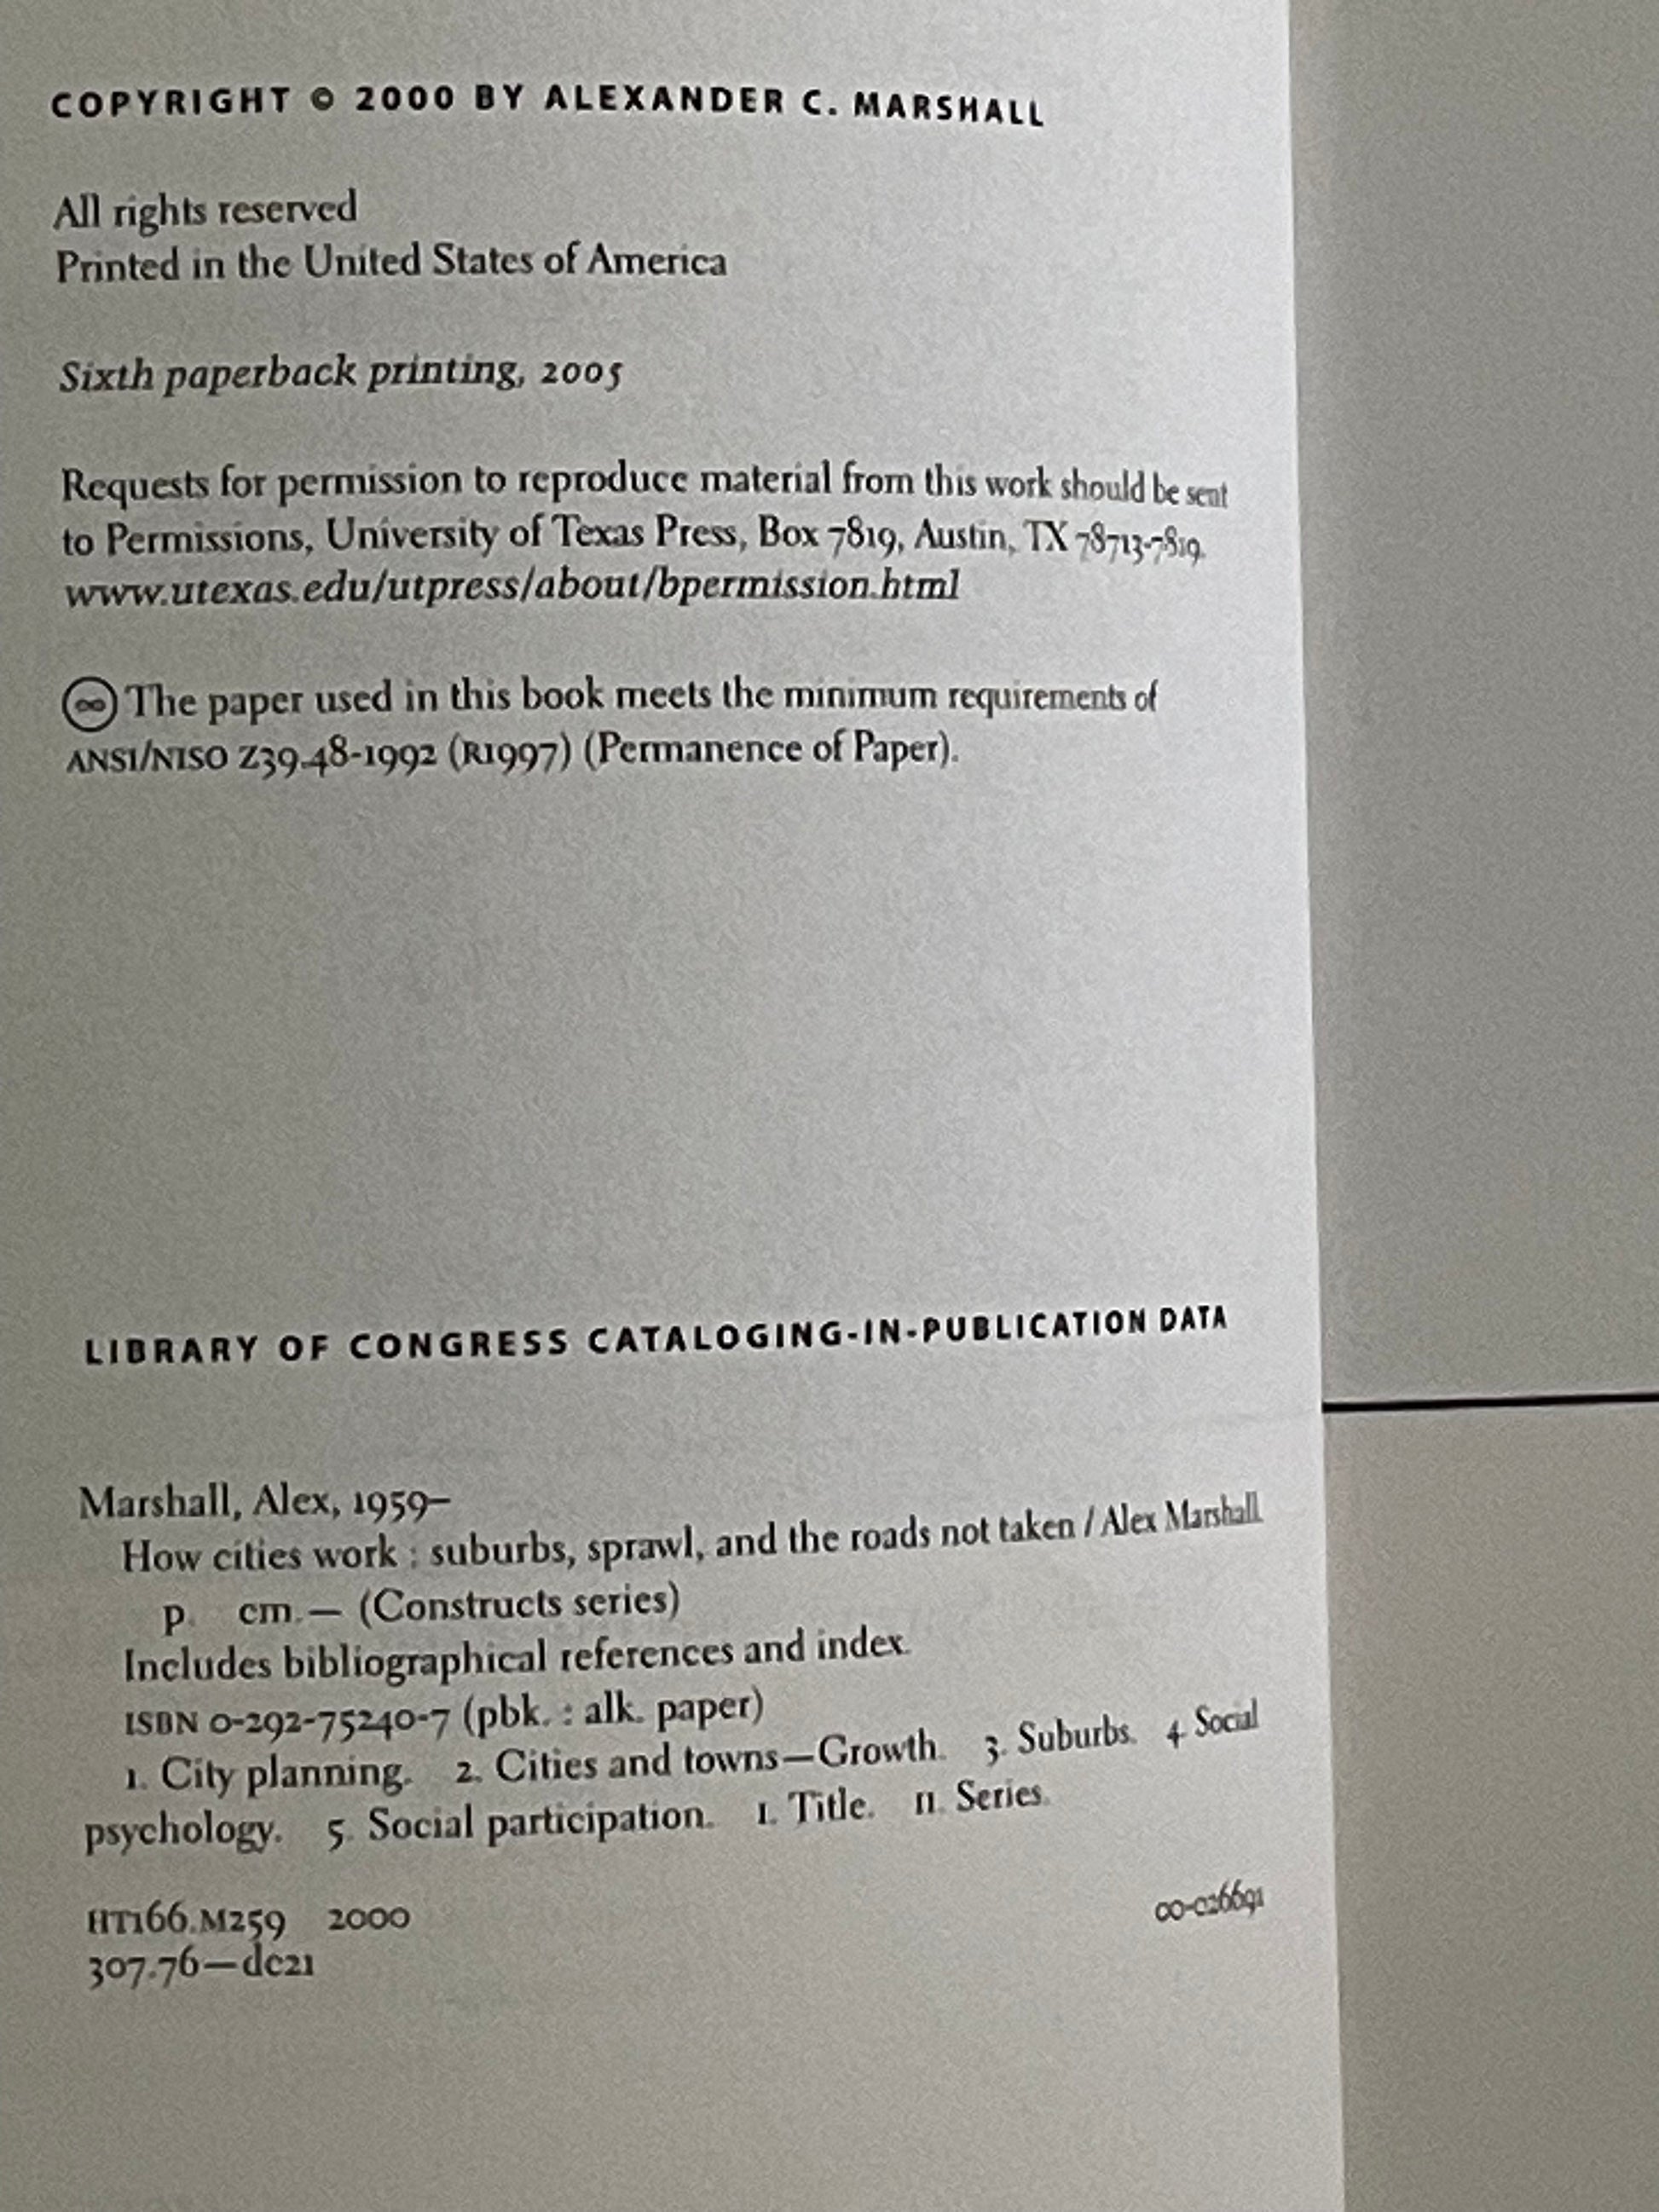 COPYRIGHT © 2000 BY ALEXANDER C. MARSHALL
All rights reserved
Printed in the United States of America
Sixth paperback printing, 2005
Requests for permission to reproduce material from this work should be sent
to Permissions, University of Texas Press, Box 7819, Austin, TX 78713-7819.
www.utexas.edu/utpress/about/bpermission.html
♾ The paper used in this book meets the minimum requirements of
ANSI/NISO Z39.48-1992 (R1997) (Permanence of Paper).
LIBRARY OF CONGRESS CATALOGING-IN-PUBLICATION DATA
Marshall, Alex, 1959–
How cities work : suburbs, sprawl, and the roads not taken / Alex Marshall.
p. cm.— (Constructs series)
Includes bibliographical references and index.
ISBN 0-292-75240-7 (pbk. : alk. paper)
1. City planning. 2. Cities and towns—Growth. 3. Suburbs. 4. Social
psychology. 5. Social participation. I. Title. II. Series.
HT166.M259 2000
00-026691
307.76—dc21